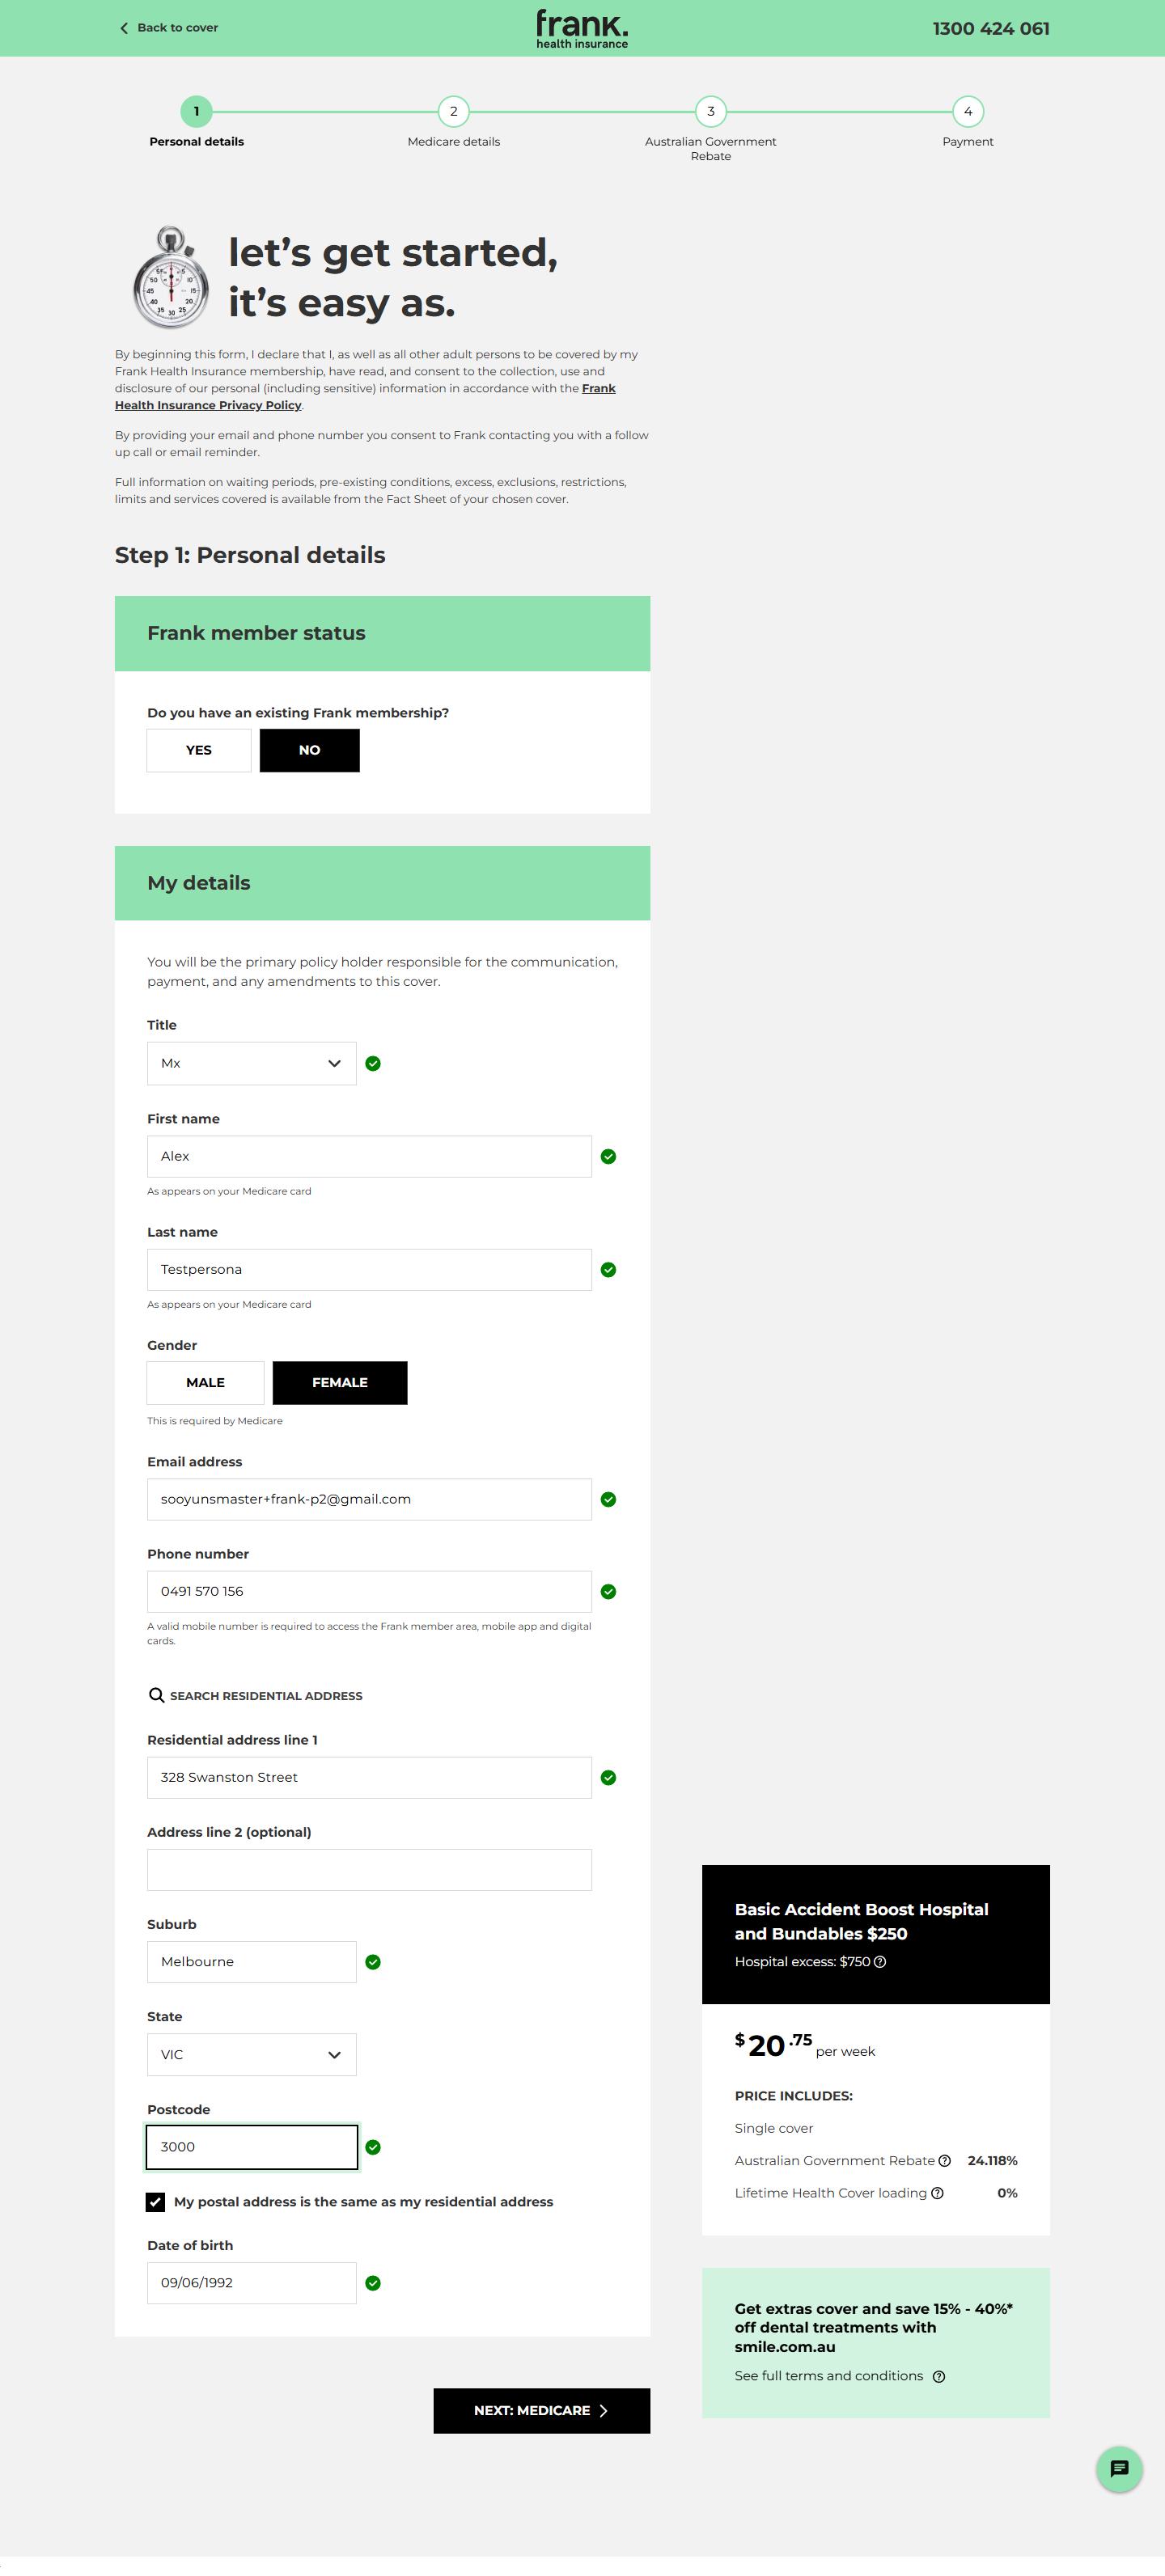 Back to cover
frank.
health insurance
1300 424 061
1
2
3
4
Personal details
Medicare details
Australian Government
Rebate
Payment
let's get started,
it's easy as.
By beginning this form, I declare that I, as well as all other adult persons to be covered by my
Frank Health Insurance membership, have read, and consent to the collection, use and
disclosure of our personal (including sensitive) information in accordance with the Frank
Health Insurance Privacy Policy.
By providing your email and phone number you consent to Frank contacting you with a follow
up call or email reminder.
Full information on waiting periods, pre-existing conditions, excess, exclusions, restrictions,
limits and services covered is available from the Fact Sheet of your chosen cover.
Step 1: Personal details
Frank member status
Do you have an existing Frank membership?
YES
NO
My details
You will be the primary policy holder responsible for the communication,
payment, and any amendments to this cover.
Title
Mx
First name
Alex
As appears on your Medicare card
Last name
Testpersona
As appears on your Medicare card
Gender
MALE
FEMALE
This is required by Medicare
Email address
sooyunsmaster+frank-p2@gmail.com
Phone number
0491 570 156
A valid mobile number is required to access the Frank member area, mobile app and digital
cards.
SEARCH RESIDENTIAL ADDRESS
Residential address line 1
328 Swanston Street
Address line 2 (optional)
Suburb
Melbourne
State
VIC
Postcode
3000
My postal address is the same as my residential address
Date of birth
09/06/1992
NEXT: MEDICARE
Basic Accident Boost Hospital
and Bundables $250
Hospital excess: $750
$20.75 per week
PRICE INCLUDES:
Single cover
Australian Government Rebate 24.118%
Lifetime Health Cover loading 0%
Get extras cover and save 15% - 40%*
off dental treatments with
smile.com.au
See full terms and conditions